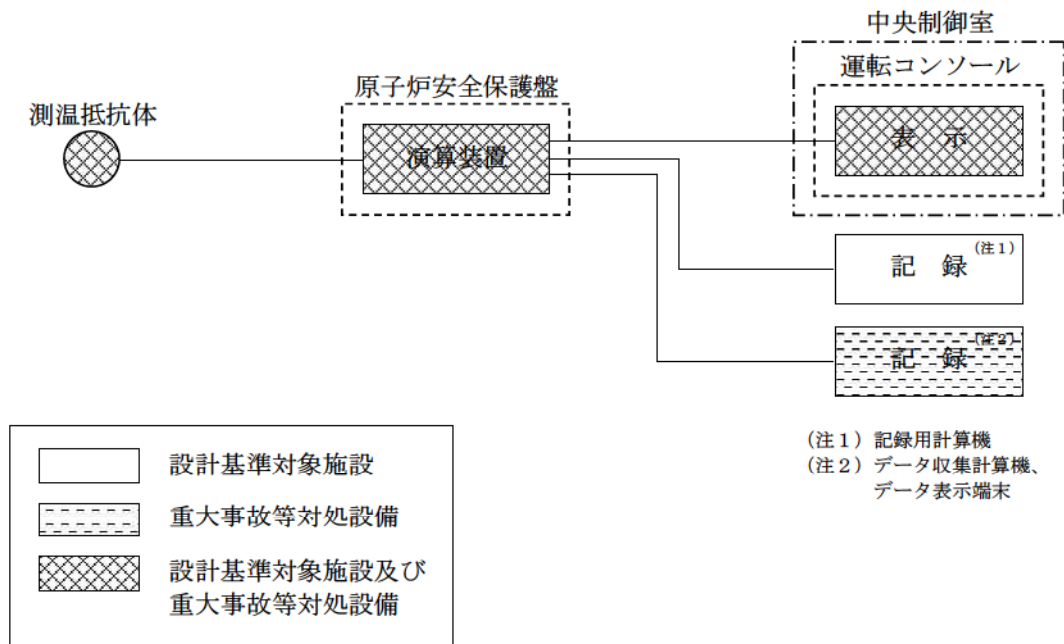 中央制御室
運転コンソール
原子炉安全保護盤
測温抵抗体
演算装置
表 示
記 録 (注1)
記 録 (注2)
(注1)記録用計算機
(注2)データ収集計算機、
データ表示端末
設計基準対象施設
重大事故等対処設備
設計基準対象施設及び
重大事故等対処設備